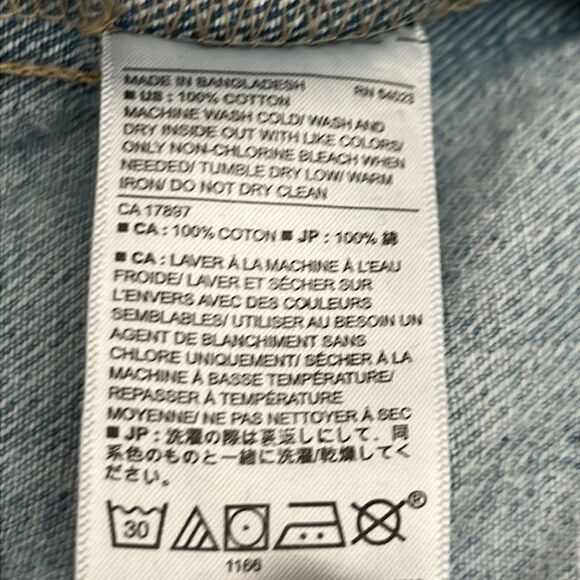 MADE IN BANGLADESH RN 54023
■ US : 100% COTTON
MACHINE WASH COLD/ WASH AND
DRY INSIDE OUT WITH LIKE COLORS/
ONLY NON-CHLORINE BLEACH WHEN
NEEDED/ TUMBLE DRY LOW/ WARM
IRON/ DO NOT DRY CLEAN
CA 17897
■ CA : 100% COTON ■ JP : 100% 綿
■ CA : LAVER À LA MACHINE À L'EAU
FROIDE/ LAVER ET SÉCHER SUR
L'ENVERS AVEC DES COULEURS
SEMBLABLES/ UTILISER AU BESOIN UN
AGENT DE BLANCHIMENT SANS
CHLORE UNIQUEMENT/ SÉCHER À LA
MACHINE À BASSE TEMPÉRATURE/
REPASSER À TEMPÉRATURE
MOYENNE/ NE PAS NETTOYER À SEC
■ JP : 洗濯の際は裏返しにして、同
系色のものと一緒に洗濯/乾燥してく
ださい。
30 ®
1166